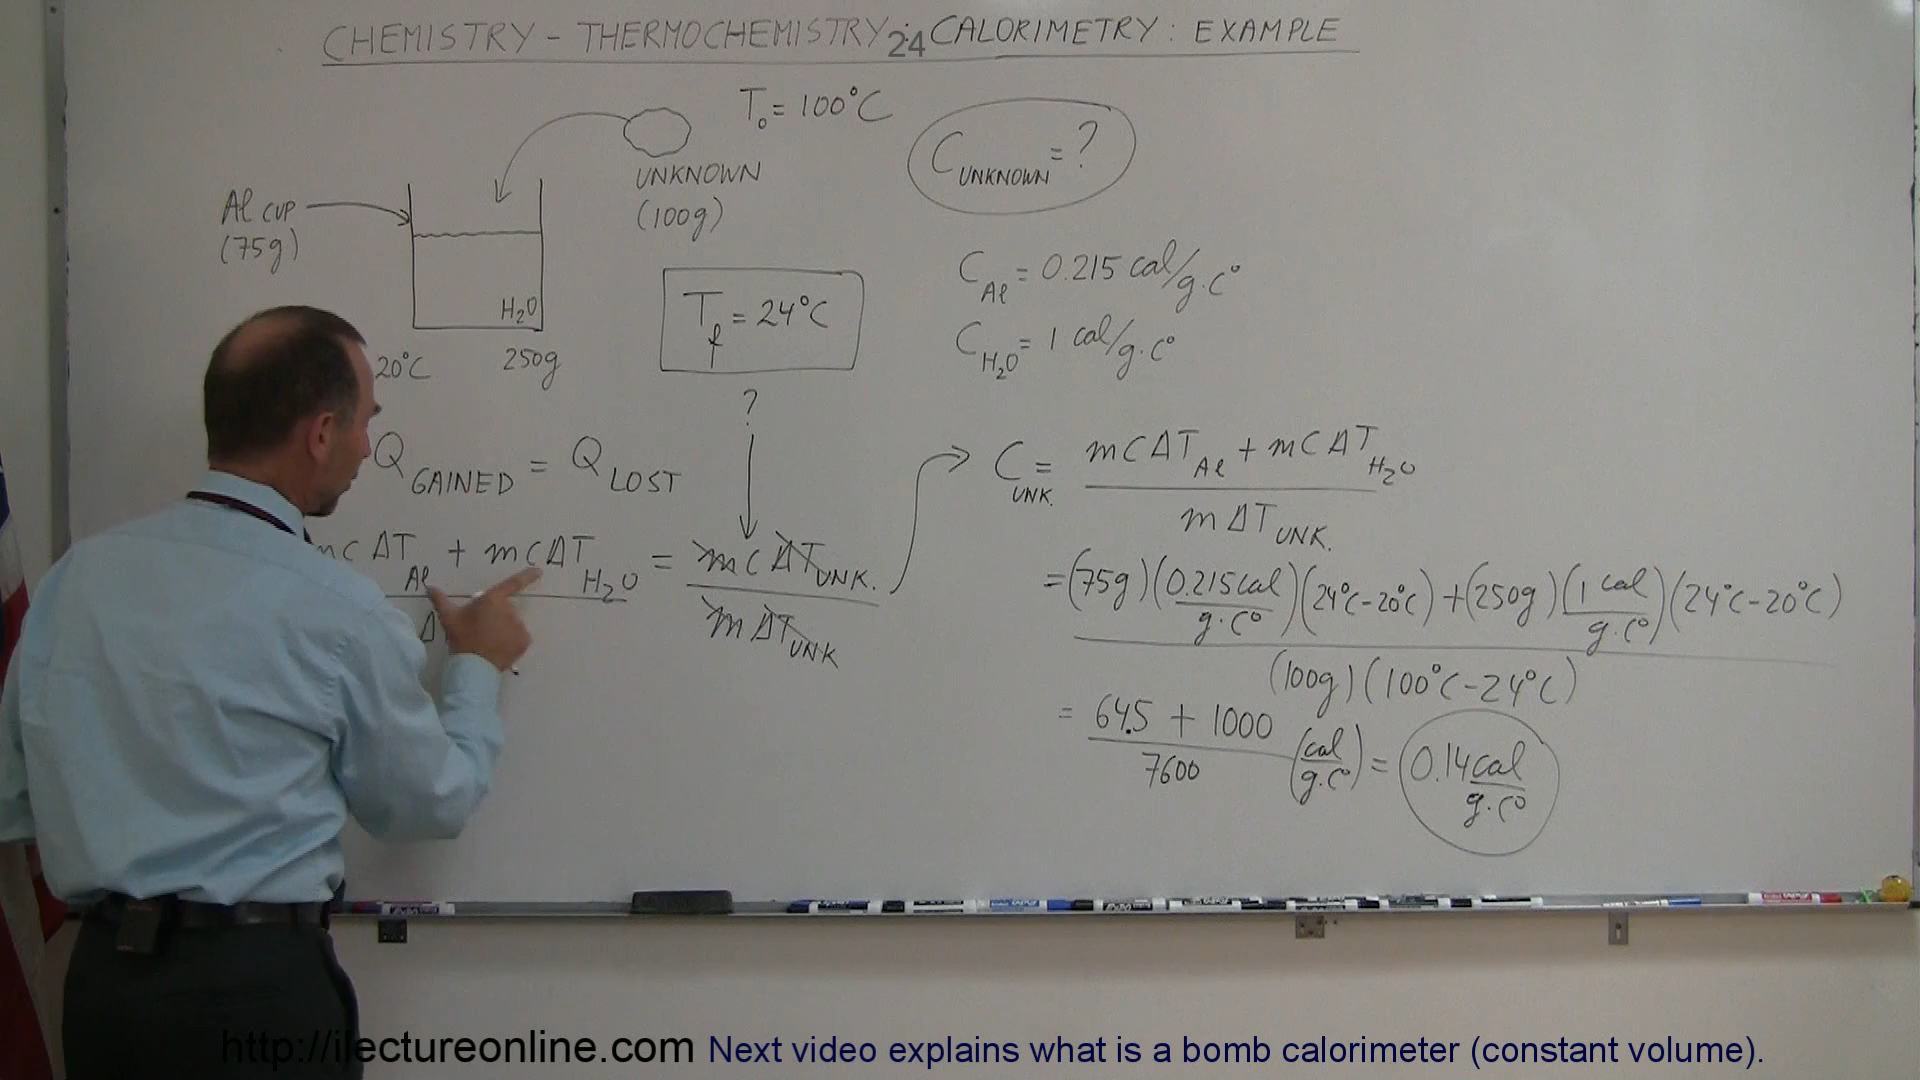 CHEMISTRY - THERMOCHEMISTRY: 24 CALORIMETRY: EXAMPLE
T₀ = 100°C
C UNKNOWN = ?
UNKNOWN
(100g)
Al CUP
(75g)
H₂O
20°C 250g
T_f = 24°C
?
C_Al = 0.215 cal/g.C°
C_H₂O = 1 cal/g.C°
Q GAINED = Q LOST
mCΔT_Al + mCΔT_H₂O = mCΔT_UNK.
Δ mΔT_UNK
C_UNK. = mCΔT_Al + mCΔT_H₂O
mΔT_UNK.
= (75g)(0.215 cal/g.C°)(24°C-20°C) + (250g)(1 cal/g.C°)(24°C-20°C)
(100g)(100°C-24°C)
= 64.5 + 1000 (cal/g.C°) = 0.14 cal/g.C°
7600
http://ilectureonline.com Next video explains what is a bomb calorimeter (constant volume).